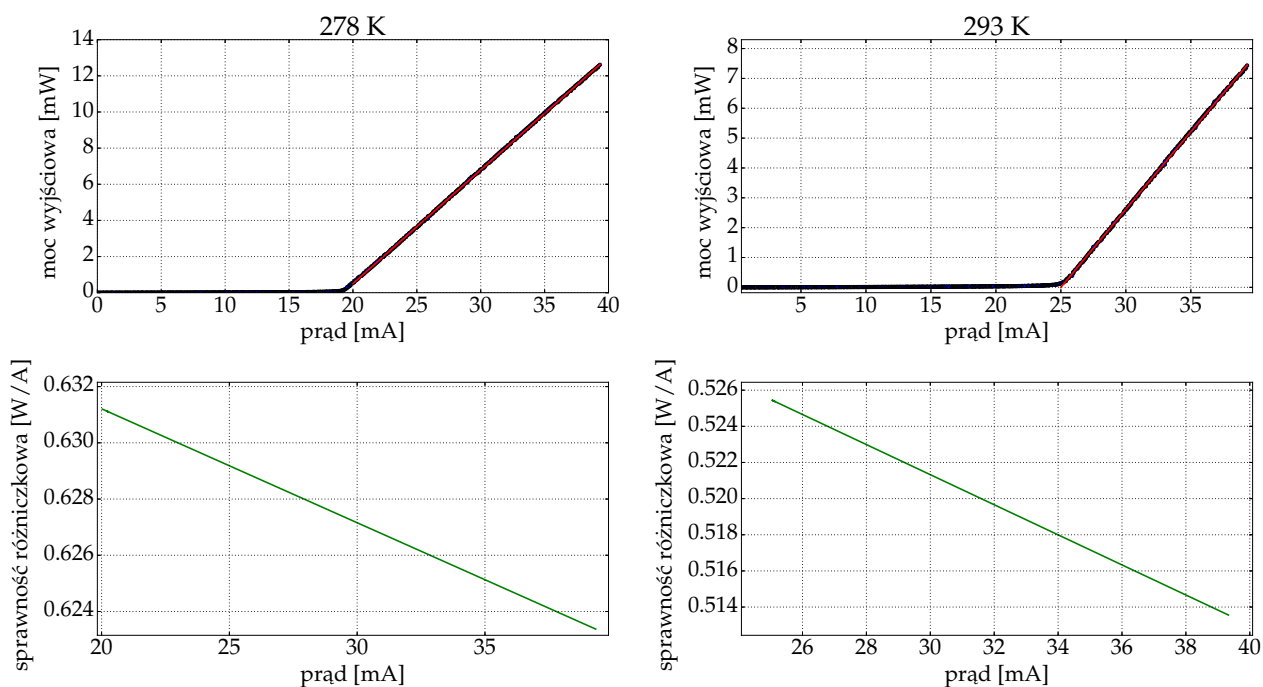 278 K
14
12
10
8
6
4
2
0
moc wyjściowa [mW]
0 5 10 15 20 25 30 35 40
prąd [mA]
293 K
8
7
6
5
4
3
2
1
0
moc wyjściowa [mW]
5 10 15 20 25 30 35
prąd [mA]
0.632
0.630
0.628
0.626
0.624
sprawność różniczkowa [W/A]
20 25 30 35
prąd [mA]
0.526
0.524
0.522
0.520
0.518
0.516
0.514
sprawność różniczkowa [W/A]
26 28 30 32 34 36 38 40
prąd [mA]